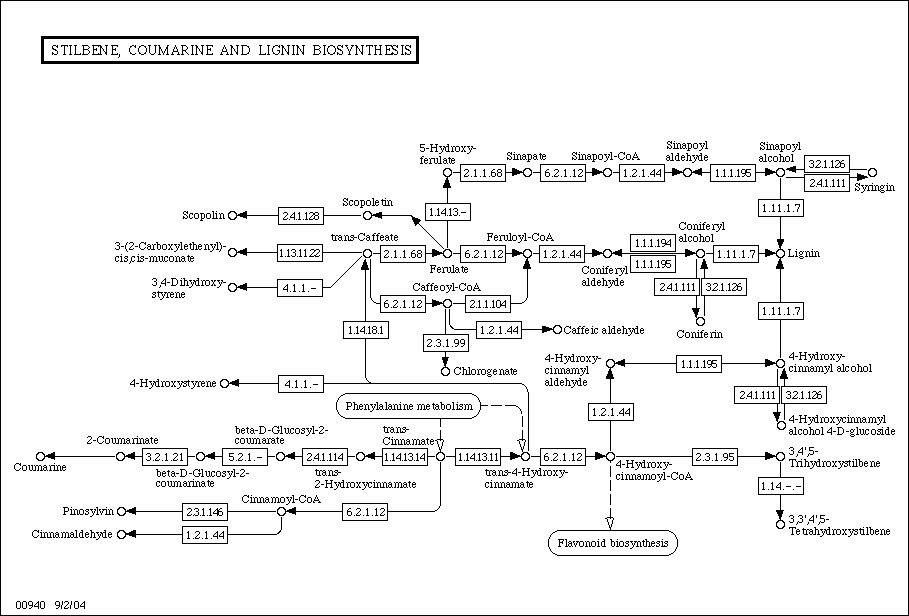 STILBENE, COUMARINE AND LIGNIN BIOSYNTHESIS
5-Hydroxy-
ferulate
Sinapate
Sinapoyl-CoA
Sinapoyl
aldehyde
Sinapoyl
alcohol
2.1.1.68
6.2.1.12
1.2.1.44
1.1.1.195
3.2.1.126
2.4.1.111
Syringin
Scopolin
2.4.1.128
Scopoletin
1.14.13.-
1.11.1.7
3-(2-Carboxylethenyl)-
cis,cis-muconate
1.13.11.22
trans-Caffeate
2.1.1.68
Ferulate
6.2.1.12
Feruloyl-CoA
1.2.1.44
Coniferyl
aldehyde
1.1.1.194
1.1.1.195
Coniferyl
alcohol
1.11.1.7
Lignin
3,4-Dihydroxy-
styrene
4.1.1.-
Caffeoyl-CoA
6.2.1.12
2.1.1.104
2.4.1.111
3.2.1.126
Coniferin
1.11.1.7
1.14.18.1
2.3.1.99
1.2.1.44
Caffeic aldehyde
Chlorogenate
4-Hydroxy-
cinnamyl
aldehyde
1.1.1.195
4-Hydroxy-
cinnamyl alcohol
4-Hydroxystyrene
4.1.1.-
2.4.1.111
3.2.1.126
4-Hydroxycinnamyl
alcohol 4-D-glucoside
Phenylalanine metabolism
1.2.1.44
2-Coumarinate
beta-D-Glucosyl-2-
coumarate
trans-
Cinnamate
Coumarine
3.2.1.21
5.2.1.-
2.4.1.114
1.14.13.14
1.14.13.11
6.2.1.12
2.3.1.95
3,4',5-
Trihydroxystilbene
beta-D-Glucosyl-2-
coumarinate
trans-
2-Hydroxycinnamate
trans-4-Hydroxy-
cinnamate
4-Hydroxy-
cinnamoyl-CoA
1.14.-.-
Cinnamoyl-CoA
Pinosylvin
2.3.1.146
6.2.1.12
3,3',4',5-
Tetrahydroxystilbene
Cinnamaldehyde
1.2.1.44
Flavonoid biosynthesis
00940 9/2/04